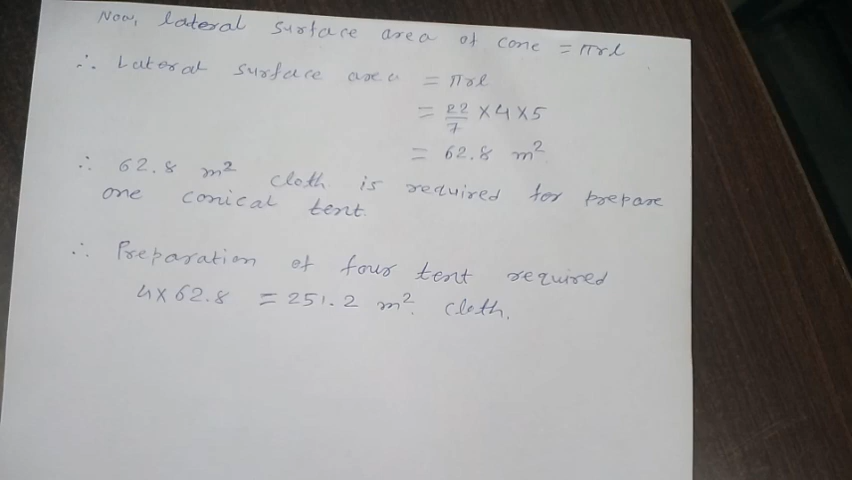 Now, lateral surface area of cone = πrl
∴ Lateral surface area = πrl
= 22/7 × 4 × 5
= 62.8 m²
∴ 62.8 m² cloth is required for prepare
one conical tent.
∴ Preparation of four tent required
4 × 62.8 = 251.2 m². cloth.